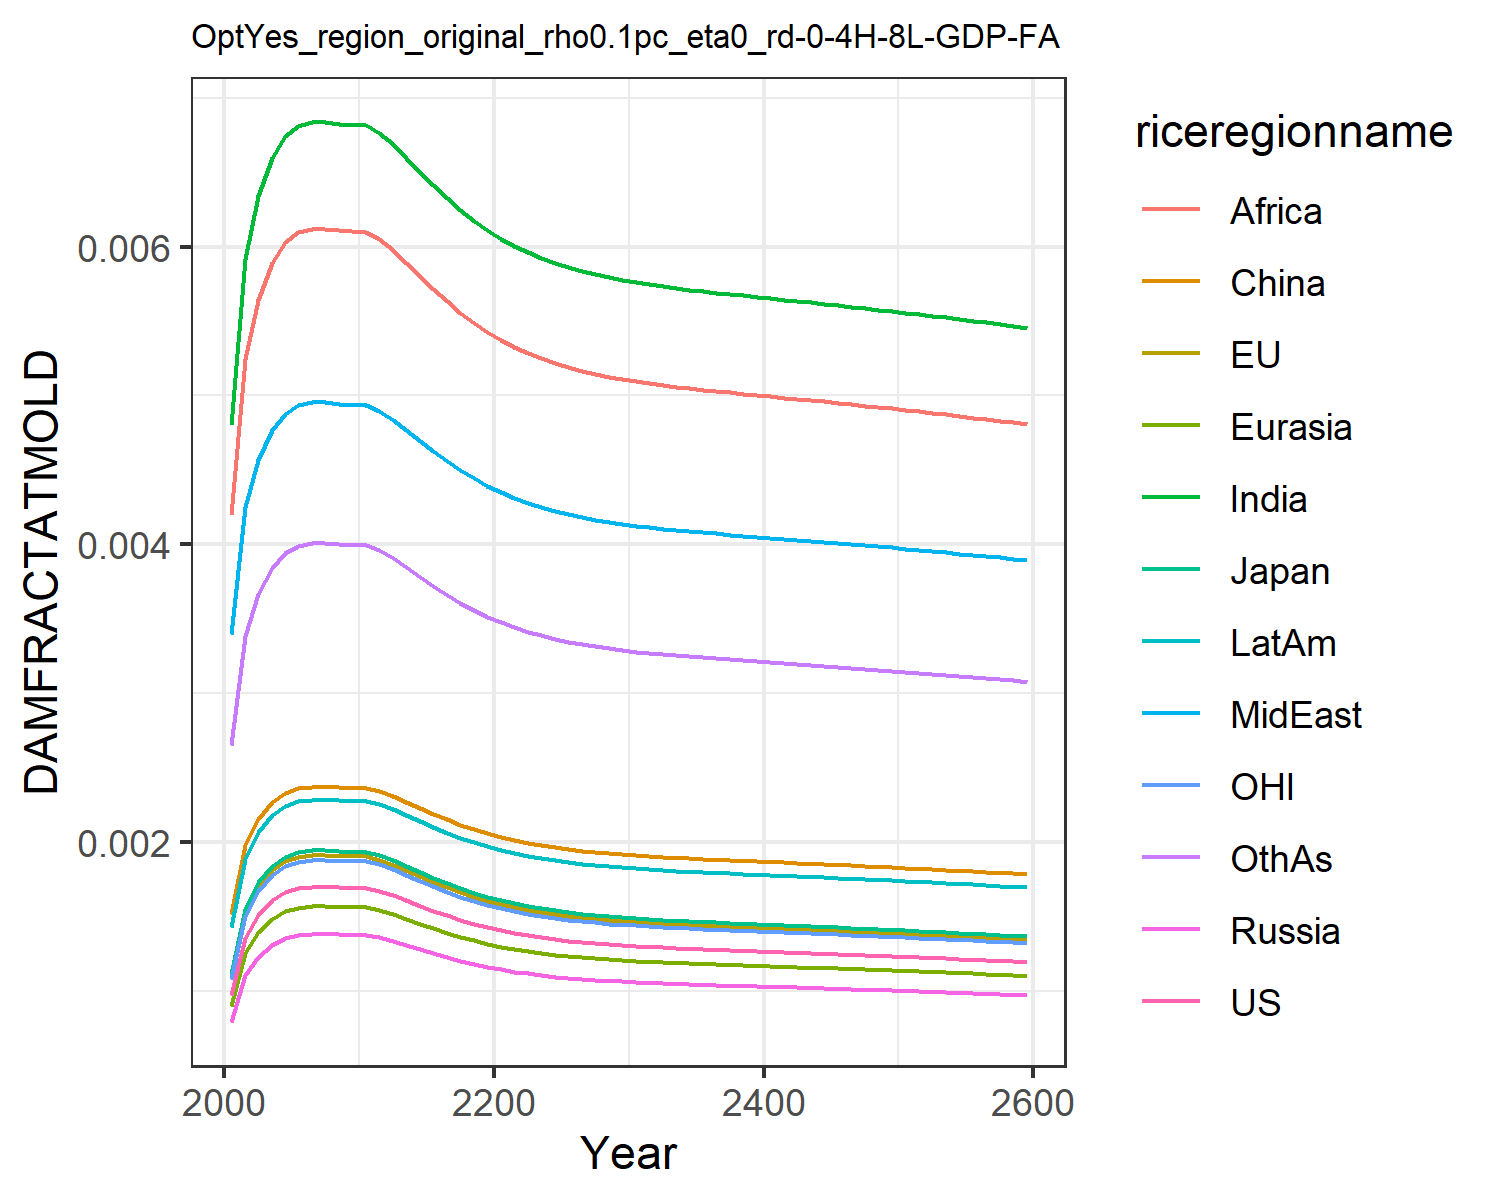 OptYes_region_original_rho0.1pc_eta0_rd-0-4H-8L-GDP-FA
DAMFRACTATMOLD
0.006
0.004
0.002
2000
2200
2400
2600
Year
riceregionname
Africa
China
EU
Eurasia
India
Japan
LatAm
MidEast
OHI
OthAs
Russia
US